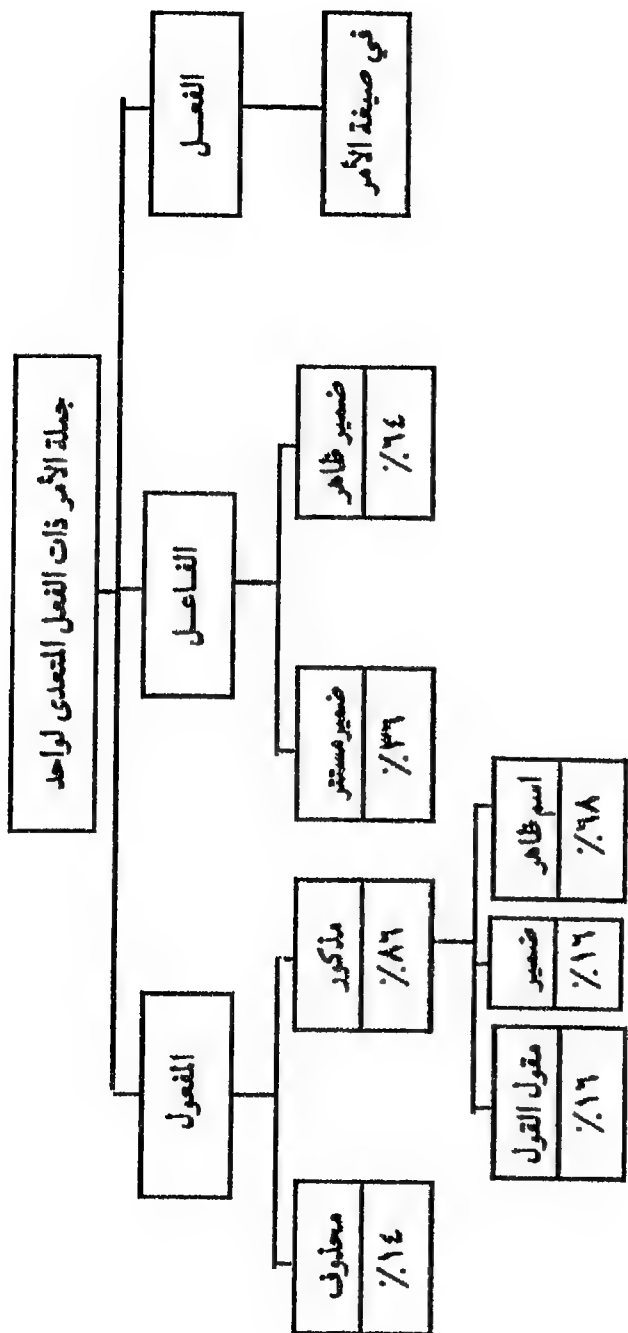 جملة الأمر ذات الفعل المتعدى لواحد
الفعل
الفاعل
المفعول
في صيغة الأمر
ضمير ظاهر
٪٦٤
ضمير مستتر
٪٣٦
مذكور
٪٨٦
محذوف
٪١٤
اسم ظاهر
٪٦٨
ضمير
٪١٦
مقول القول
٪١٦